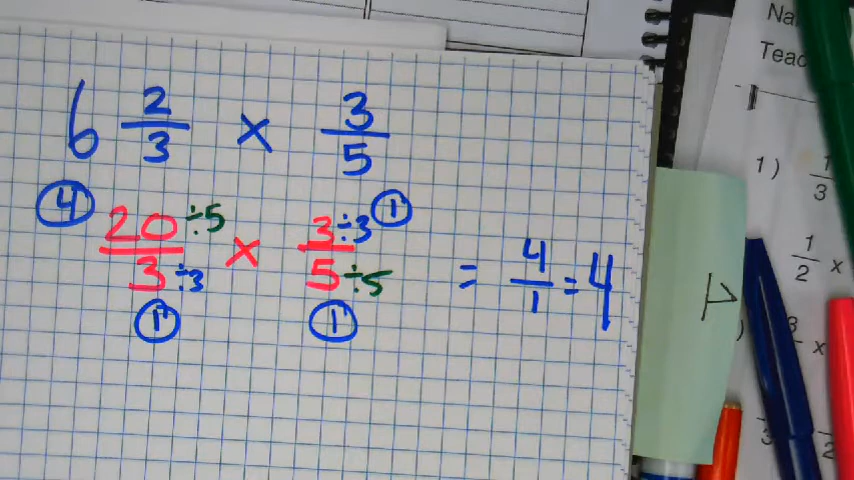 6 2/3 × 3/5
④ 20/3 ÷5 ÷3 × 3/5 ÷3 ÷5 ①
① ① = 4/1 = 4
Na
Teac
1) 1/3
1/2 ×
) 3 ×
A